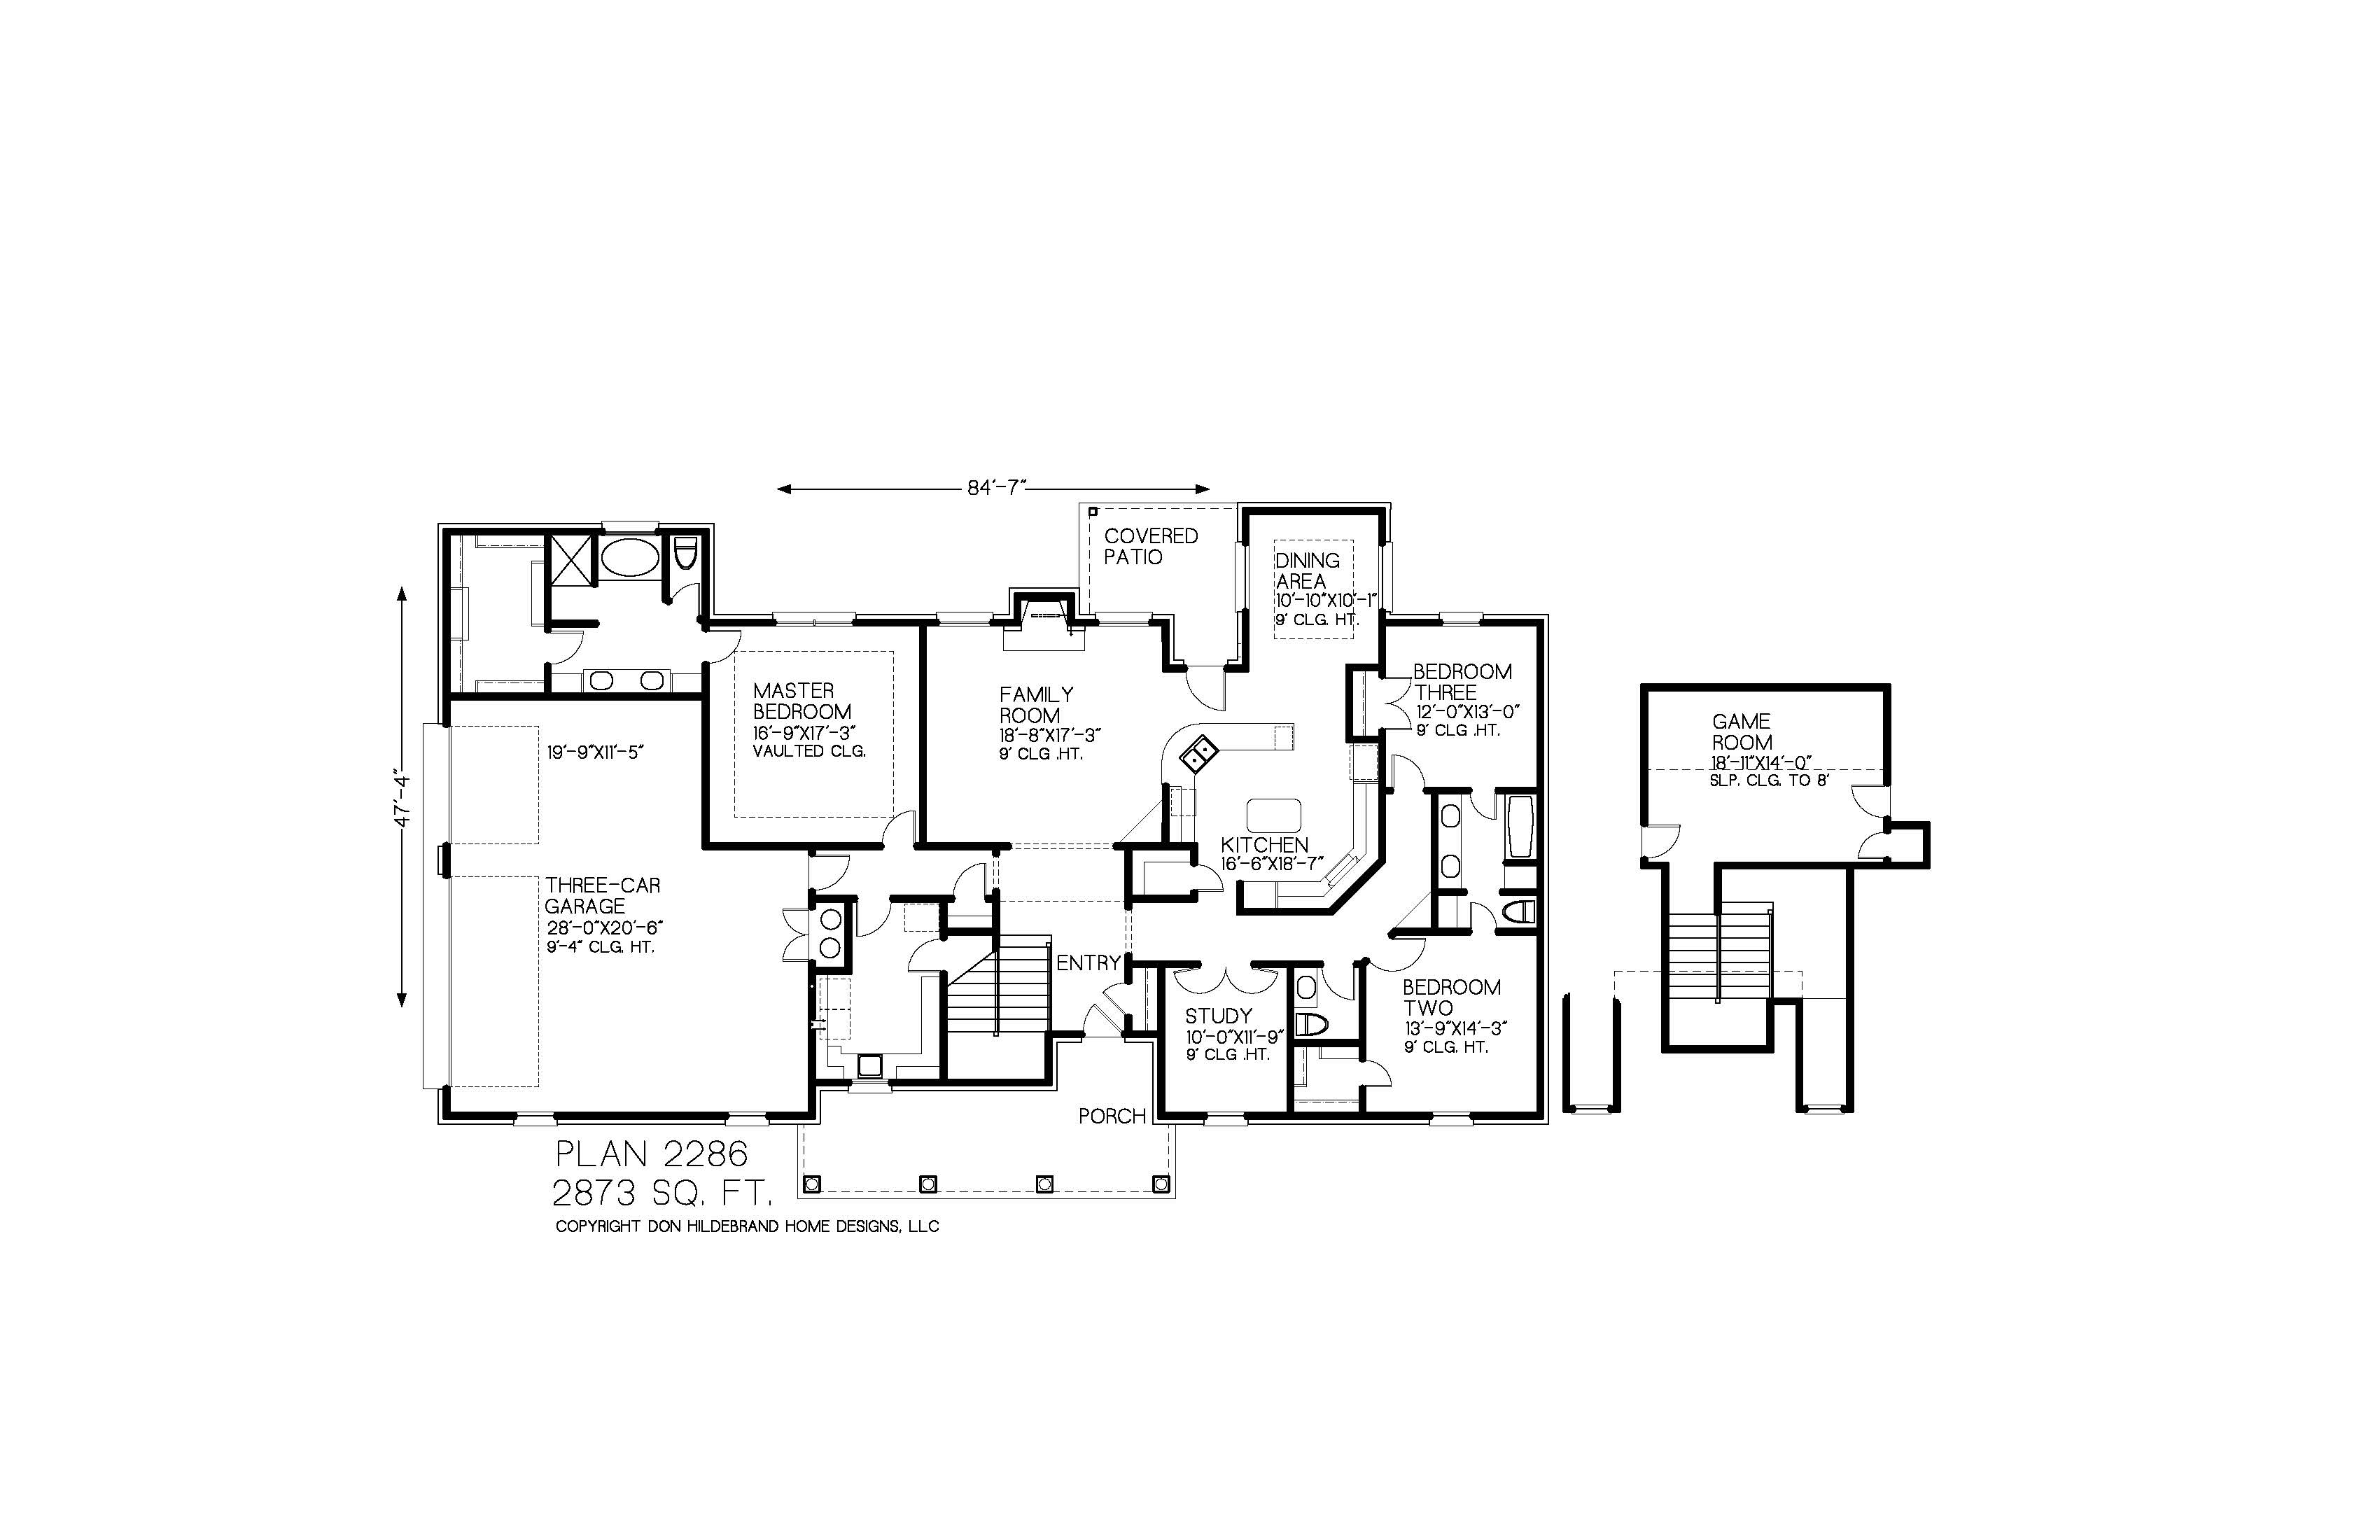 84'-7"
COVERED
PATIO
DINING
AREA
10'-10"X10'-1"
9' CLG. HT.
47'-4"
MASTER
BEDROOM
16'-9"X17'-3"
VAULTED CLG.
FAMILY
ROOM
18'-8"X17'-3"
9' CLG .HT.
BEDROOM
THREE
12'-0"X13'-0"
9' CLG .HT.
GAME
ROOM
18'-11"X14'-0"
SLP. CLG. TO 8'
19'-9"X11'-5"
KITCHEN
16'-6"X18'-7"
THREE-CAR
GARAGE
28'-0"X20'-6"
9'-4" CLG. HT.
ENTRY
STUDY
10'-0"X11'-9"
9' CLG .HT.
BEDROOM
TWO
13'-9"X14'-3"
9' CLG. HT.
PORCH
PLAN 2286
2873 SQ. FT.
COPYRIGHT DON HILDEBRAND HOME DESIGNS, LLC